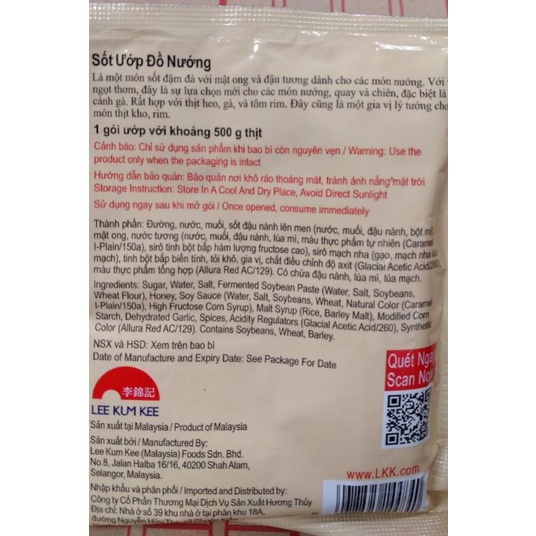 Sốt Ướp Đồ Nướng
Là một món sốt đậm đà với mật ong và đậu tương dành cho các món nướng. Với
ngọt thơm, đây là sự lựa chọn mới cho các món nướng, quay và chiên, đặc biệt là
cánh gà. Rất hợp với thịt heo, gà, và tôm rim. Đây cũng là một gia vị lý tưởng cho
món thịt kho, rim.
1 gói ướp với khoảng 500 g thịt
Cảnh báo: Chỉ sử dụng sản phẩm khi bao bì còn nguyên vẹn / Warning: Use the
product only when the packaging is intact
Hướng dẫn bảo quản: Bảo quản nơi khô ráo thoáng mát, tránh ánh nắng mặt trời
Storage Instruction: Store In A Cool And Dry Place, Avoid Direct Sunlight
Sử dụng ngay sau khi mở gói / Once opened, consume immediately
Thành phần: Đường, nước, muối, sốt đậu nành lên men (nước, muối, đậu nành, bột mì),
mật ong, nước tương (nước, muối, đậu nành, lúa mì, màu thực phẩm tự nhiên (Caramel
I-Plain/150a), sirô tinh bột bắp hàm lượng fructose cao), sirô mạch nha (gạo, mạch nha lúa
mạch), tinh bột bắp biến tính, tỏi khô, gia vị, chất điều chỉnh độ axit (Glacial Acetic Acid/260),
màu thực phẩm tổng hợp (Allura Red AC/129). Có chứa đậu nành, lúa mì, lúa mạch.
Ingredients: Sugar, Water, Salt, Fermented Soybean Paste (Water, Salt, Soybeans,
Wheat Flour), Honey, Soy Sauce (Water, Salt, Soybeans, Wheat, Natural Color (Caramel
I-Plain/150a), High Fructose Corn Syrup), Malt Syrup (Rice, Barley Malt), Modified Corn
Starch, Dehydrated Garlic, Spices, Acidity Regulators (Glacial Acetic Acid/260), Synthetic
Color (Allura Red AC/129). Contains Soybeans, Wheat, Barley.
NSX và HSD: Xem trên bao bì
Date of Manufacture and Expiry Date: See Package For Date
Quét Ngay
Scan Now
李錦記
LEE KUM KEE
Sản xuất tại Malaysia / Product of Malaysia
Sản xuất bởi / Manufactured By:
Lee Kum Kee (Malaysia) Foods Sdn. Bhd.
No.8, Jalan Halba 16/16, 40200 Shah Alam,
Selangor, Malaysia.
www.LKK.com
Nhập khẩu và phân phối / Imported and Distributed by:
Công ty Cổ Phần Thương Mại Dịch Vụ Sản Xuất Hương Thủy
Địa chỉ: Nhà ở số 39 khu nhà ở tại phần khu 18A,
đường Nguyễn Hữu